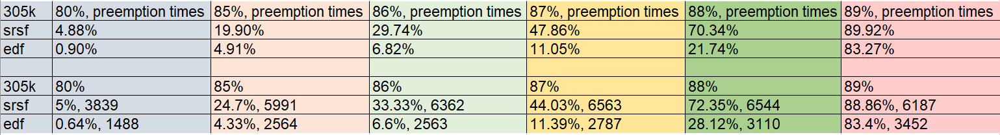 305k 80%, preemption times 85%, preemption times 86%, preemption times 87%, preemption times 88%, preemption times 89%, preemption times
srsf 4.88% 19.90% 29.74% 47.86% 70.34% 89.92%
edf 0.90% 4.91% 6.82% 11.05% 21.74% 83.27%
305k 80% 85% 86% 87% 88% 89%
srsf 5%, 3839 24.7%, 5991 33.33%, 6362 44.03%, 6563 72.35%, 6544 88.86%, 6187
edf 0.64%, 1488 4.33%, 2564 6.6%, 2563 11.39%, 2787 28.12%, 3110 83.4%, 3452